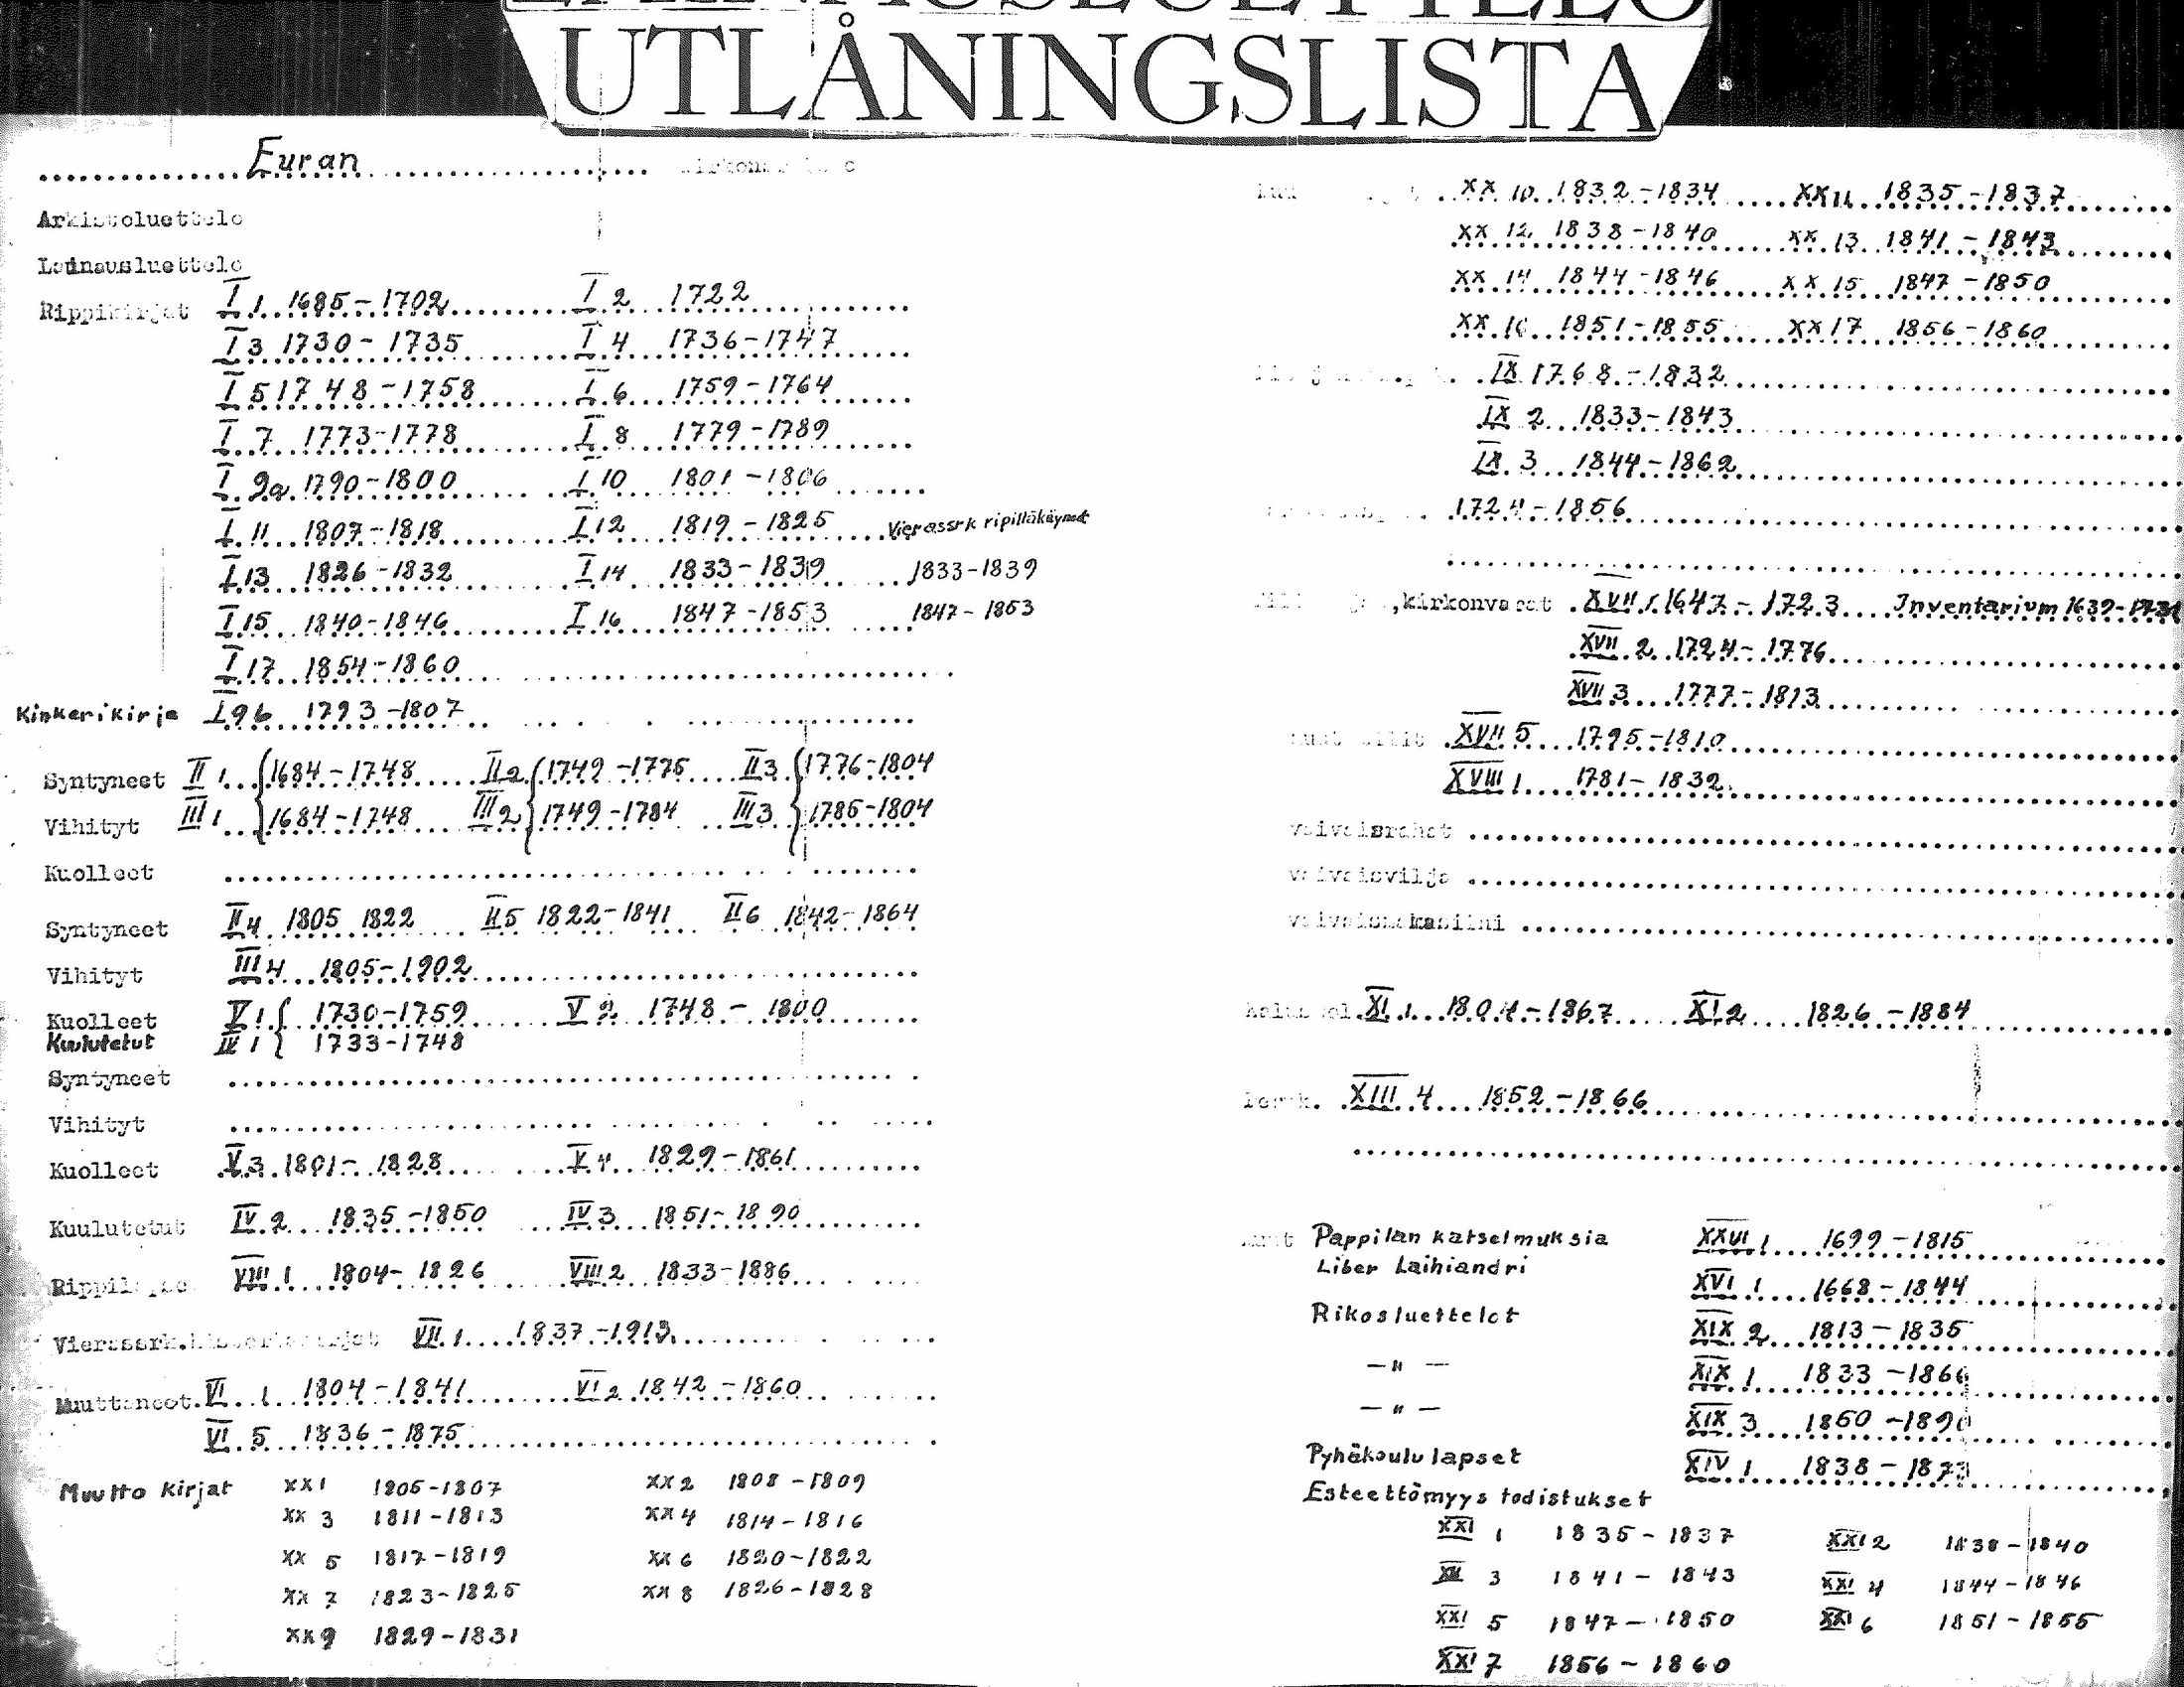 UTLÅNINGSLISTA
Euran
Arkistoluettelo
Lainausluettelo
Rippikirjat I 1 1685-1702 I 2 1722
I 3 1730-1735 I 4 1736-1747
I 5 1748-1758 I 6 1759-1764
I 7 1773-1778 I 8 1779-1789
I 9a 1790-1800 I 10 1801-1806
I 11 1807-1818 I 12 1819-1825 Vierassrk ripilläkäyneet
I 13 1826-1832 I 14 1833-1839 1833-1839
I 15 1840-1846 I 16 1847-1853 1847-1853
I 17 1854-1860
Kinkerikirja I 9b 1793-1807
Syntyneet II 1 1684-1748 II 2 1749-1775 II 3 1776-1804
Vihityt III 1 1684-1748 III 2 1749-1784 III 3 1785-1804
Kuolleet
Syntyneet II 4 1805 1822 II 5 1822-1841 II 6 1842-1864
Vihityt III 4 1805-1902
Kuolleet V 1 1730-1759 V 2 1748-1800
Kuulutetut IV 1 1733-1748
Syntyneet
Vihityt
Kuolleet V 3 1801-1828 V 4 1829-1861
Kuulutetut IV 2 1835-1850 IV 3 1851-1890
VIII 1 1804-1826 VIII 2 1833-1886
Vierassrk. VII 1 1837-1913
Muuttaneet VI 1 1804-1841 VI 2 1842-1860
VI 5 1836-1875
Muutto kirjat XX 1 1805-1807 XX 2 1808-1809
XX 3 1811-1813 XX 4 1814-1816
XX 5 1817-1819 XX 6 1820-1822
XX 7 1823-1825 XX 8 1826-1828
XX 9 1829-1831
XX 10 1832-1834 XX 11 1835-1837
XX 12 1838-1840 XX 13 1841-1843
XX 14 1844-1846 XX 15 1847-1850
XX 16 1851-1855 XX 17 1856-1860
IX 1768-1832
IX 2 1833-1843
IX 3 1844-1862
1724-1856
,kirkonvarat XVII 1 1647-1723 Inventarium 1639-1731
XVII 2 1724-1776
XVII 3 1777-1813
XVII 5 1795-1810
XVIII 1 1781-1832
vaivaisrahat
vaivaisvilja
vaivaismakasiini
XI 1 1804-1867 XI 2 1826-1884
XIII 4 1852-1866
Pappilan katselmuksia XXVI 1 1699-1815
Liber Laihiandri XVI 1 1668-1844
Rikosluettelot XIX 2 1813-1835
-"- XIX 1 1833-1866
-"- XIX 3 1860-1890
Pyhäkoulu lapset XIV 1 1838-1873
Esteettömyys todistukset
XXI 1 1835-1837 XXI 2 1838-1840
XXI 3 1841-1843 XXI 4 1844-1846
XXI 5 1847-1850 XXI 6 1851-1855
XXI 7 1856-1860